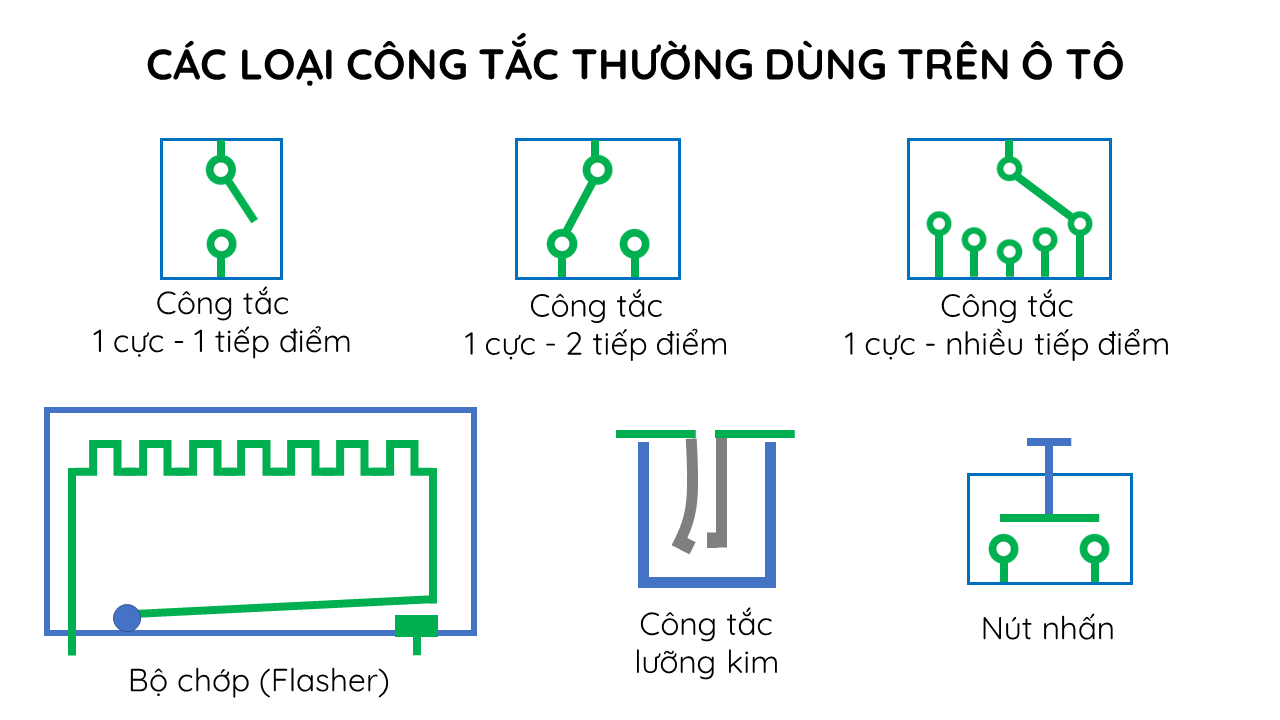 CÁC LOẠI CÔNG TẮC THƯỜNG DÙNG TRÊN Ô TÔ
Công tắc
1 cực - 1 tiếp điểm
Công tắc
1 cực - 2 tiếp điểm
Công tắc
1 cực - nhiều tiếp điểm
Bộ chớp (Flasher)
Công tắc
lưỡng kim
Nút nhấn